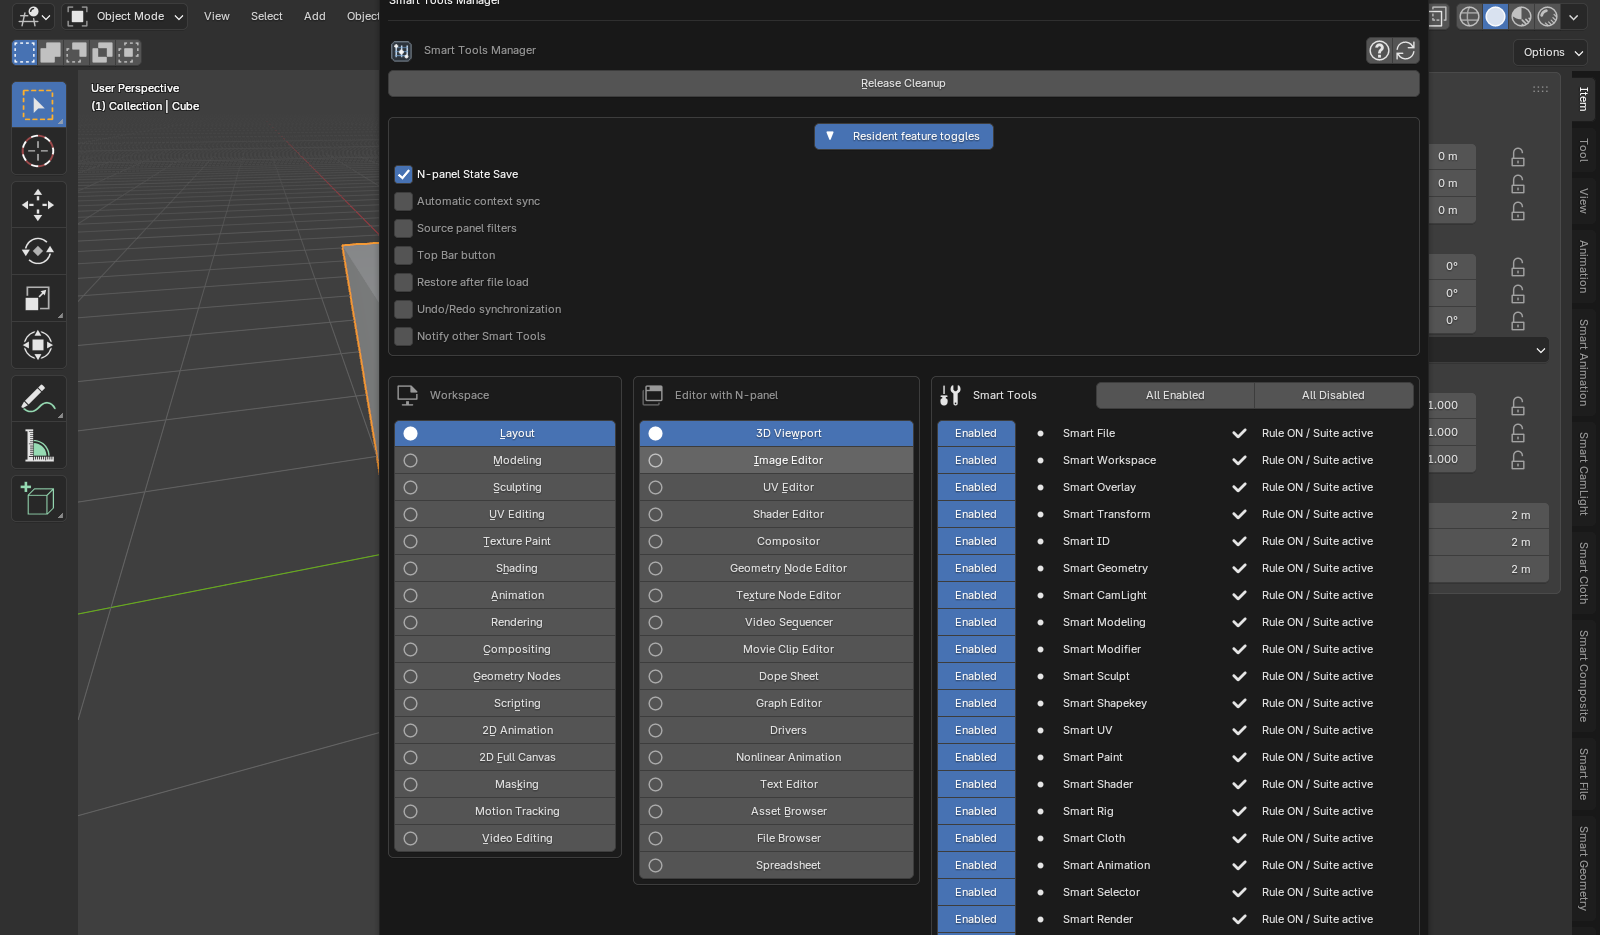 Smart Tools Manager
Object Mode
View
Select
Add
Object
Smart Tools Manager
Release Cleanup
Options
User Perspective
(1) Collection | Cube
Resident feature toggles
N-panel State Save
Automatic context sync
Source panel filters
Top Bar button
Restore after file load
Undo/Redo synchronization
Notify other Smart Tools
Workspace
Layout
Modeling
Sculpting
UV Editing
Texture Paint
Shading
Animation
Rendering
Compositing
Geometry Nodes
Scripting
2D Animation
2D Full Canvas
Masking
Motion Tracking
Video Editing
Editor with N-panel
3D Viewport
Image Editor
UV Editor
Shader Editor
Compositor
Geometry Node Editor
Texture Node Editor
Video Sequencer
Movie Clip Editor
Dope Sheet
Graph Editor
Drivers
Nonlinear Animation
Text Editor
Asset Browser
File Browser
Spreadsheet
Smart Tools
All Enabled
All Disabled
Enabled Smart File Rule ON / Suite active
Enabled Smart Workspace Rule ON / Suite active
Enabled Smart Overlay Rule ON / Suite active
Enabled Smart Transform Rule ON / Suite active
Enabled Smart ID Rule ON / Suite active
Enabled Smart Geometry Rule ON / Suite active
Enabled Smart CamLight Rule ON / Suite active
Enabled Smart Modeling Rule ON / Suite active
Enabled Smart Modifier Rule ON / Suite active
Enabled Smart Sculpt Rule ON / Suite active
Enabled Smart Shapekey Rule ON / Suite active
Enabled Smart UV Rule ON / Suite active
Enabled Smart Paint Rule ON / Suite active
Enabled Smart Shader Rule ON / Suite active
Enabled Smart Rig Rule ON / Suite active
Enabled Smart Cloth Rule ON / Suite active
Enabled Smart Animation Rule ON / Suite active
Enabled Smart Selector Rule ON / Suite active
Enabled Smart Render Rule ON / Suite active
0 m
0 m
0 m
0°
0°
0°
1.000
1.000
1.000
2 m
2 m
2 m
Item
Tool
View
Animation
Smart Animation
Smart CamLight
Smart Cloth
Smart Composite
Smart File
Smart Geometry